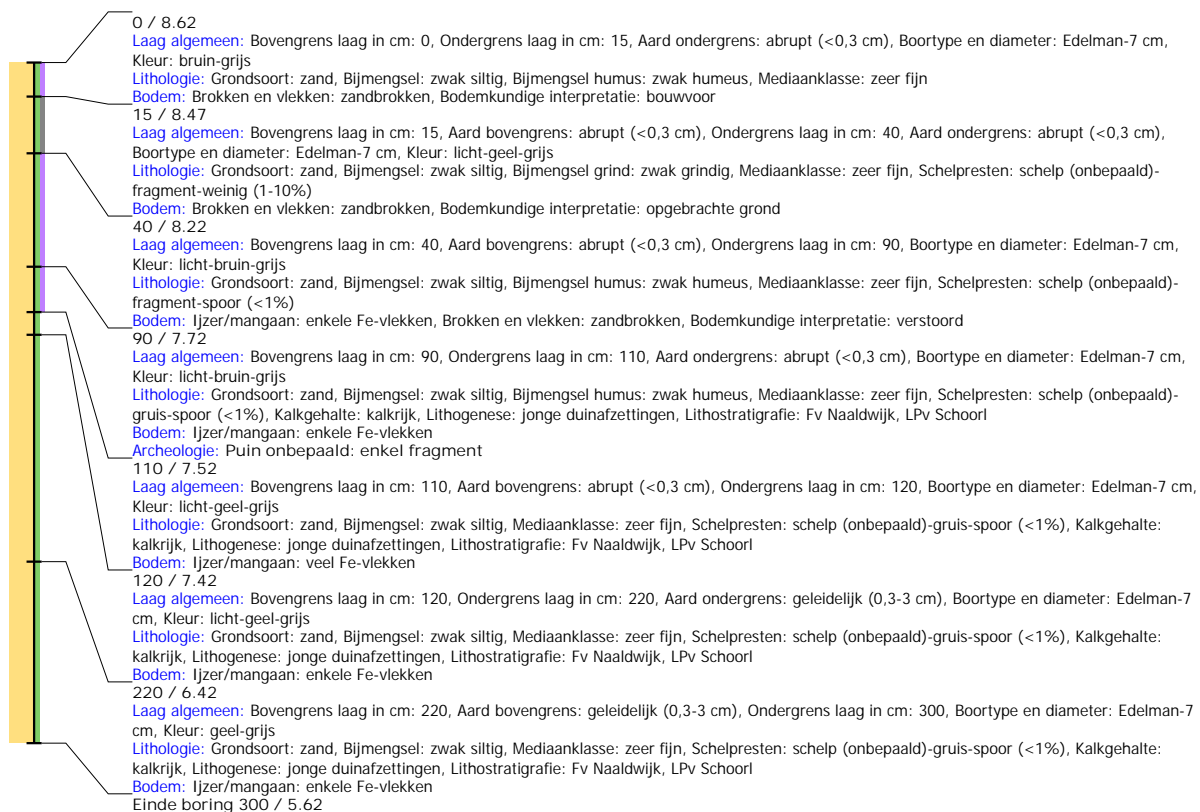 0 / 8.62
Laag algemeen: Bovengrens laag in cm: 0, Ondergrens laag in cm: 15, Aard ondergrens: abrupt (<0,3 cm), Boortype en diameter: Edelman-7 cm,
Kleur: bruin-grijs
Lithologie: Grondsoort: zand, Bijmengsel: zwak siltig, Bijmengsel humus: zwak humeus, Mediaanklasse: zeer fijn
Bodem: Brokken en vlekken: zandbrokken, Bodemkundige interpretatie: bouwvoor
15 / 8.47
Laag algemeen: Bovengrens laag in cm: 15, Aard bovengrens: abrupt (<0,3 cm), Ondergrens laag in cm: 40, Aard ondergrens: abrupt (<0,3 cm),
Boortype en diameter: Edelman-7 cm, Kleur: licht-geel-grijs
Lithologie: Grondsoort: zand, Bijmengsel: zwak siltig, Bijmengsel grind: zwak grindig, Mediaanklasse: zeer fijn, Schelpresten: schelp (onbepaald)-
fragment-weinig (1-10%)
Bodem: Brokken en vlekken: zandbrokken, Bodemkundige interpretatie: opgebrachte grond
40 / 8.22
Laag algemeen: Bovengrens laag in cm: 40, Aard bovengrens: abrupt (<0,3 cm), Ondergrens laag in cm: 90, Boortype en diameter: Edelman-7 cm,
Kleur: licht-bruin-grijs
Lithologie: Grondsoort: zand, Bijmengsel: zwak siltig, Bijmengsel humus: zwak humeus, Mediaanklasse: zeer fijn, Schelpresten: schelp (onbepaald)-
fragment-spoor (<1%)
Bodem: Ijzer/mangaan: enkele Fe-vlekken, Brokken en vlekken: zandbrokken, Bodemkundige interpretatie: verstoord
90 / 7.72
Laag algemeen: Bovengrens laag in cm: 90, Ondergrens laag in cm: 110, Aard ondergrens: abrupt (<0,3 cm), Boortype en diameter: Edelman-7 cm,
Kleur: licht-bruin-grijs
Lithologie: Grondsoort: zand, Bijmengsel: zwak siltig, Bijmengsel humus: zwak humeus, Mediaanklasse: zeer fijn, Schelpresten: schelp (onbepaald)-
gruis-spoor (<1%), Kalkgehalte: kalkrijk, Lithogenese: jonge duinafzettingen, Lithostratigrafie: Fv Naaldwijk, LPv Schoorl
Bodem: Ijzer/mangaan: enkele Fe-vlekken
Archeologie: Puin onbepaald: enkel fragment
110 / 7.52
Laag algemeen: Bovengrens laag in cm: 110, Aard bovengrens: abrupt (<0,3 cm), Ondergrens laag in cm: 120, Boortype en diameter: Edelman-7 cm,
Kleur: licht-geel-grijs
Lithologie: Grondsoort: zand, Bijmengsel: zwak siltig, Mediaanklasse: zeer fijn, Schelpresten: schelp (onbepaald)-gruis-spoor (<1%), Kalkgehalte:
kalkrijk, Lithogenese: jonge duinafzettingen, Lithostratigrafie: Fv Naaldwijk, LPv Schoorl
Bodem: Ijzer/mangaan: veel Fe-vlekken
120 / 7.42
Laag algemeen: Bovengrens laag in cm: 120, Ondergrens laag in cm: 220, Aard ondergrens: geleidelijk (0,3-3 cm), Boortype en diameter: Edelman-7
cm, Kleur: licht-geel-grijs
Lithologie: Grondsoort: zand, Bijmengsel: zwak siltig, Mediaanklasse: zeer fijn, Schelpresten: schelp (onbepaald)-gruis-spoor (<1%), Kalkgehalte:
kalkrijk, Lithogenese: jonge duinafzettingen, Lithostratigrafie: Fv Naaldwijk, LPv Schoorl
Bodem: Ijzer/mangaan: enkele Fe-vlekken
220 / 6.42
Laag algemeen: Bovengrens laag in cm: 220, Aard bovengrens: geleidelijk (0,3-3 cm), Ondergrens laag in cm: 300, Boortype en diameter: Edelman-7
cm, Kleur: geel-grijs
Lithologie: Grondsoort: zand, Bijmengsel: zwak siltig, Mediaanklasse: zeer fijn, Schelpresten: schelp (onbepaald)-gruis-spoor (<1%), Kalkgehalte:
kalkrijk, Lithogenese: jonge duinafzettingen, Lithostratigrafie: Fv Naaldwijk, LPv Schoorl
Bodem: Ijzer/mangaan: enkele Fe-vlekken
Einde boring 300 / 5.62